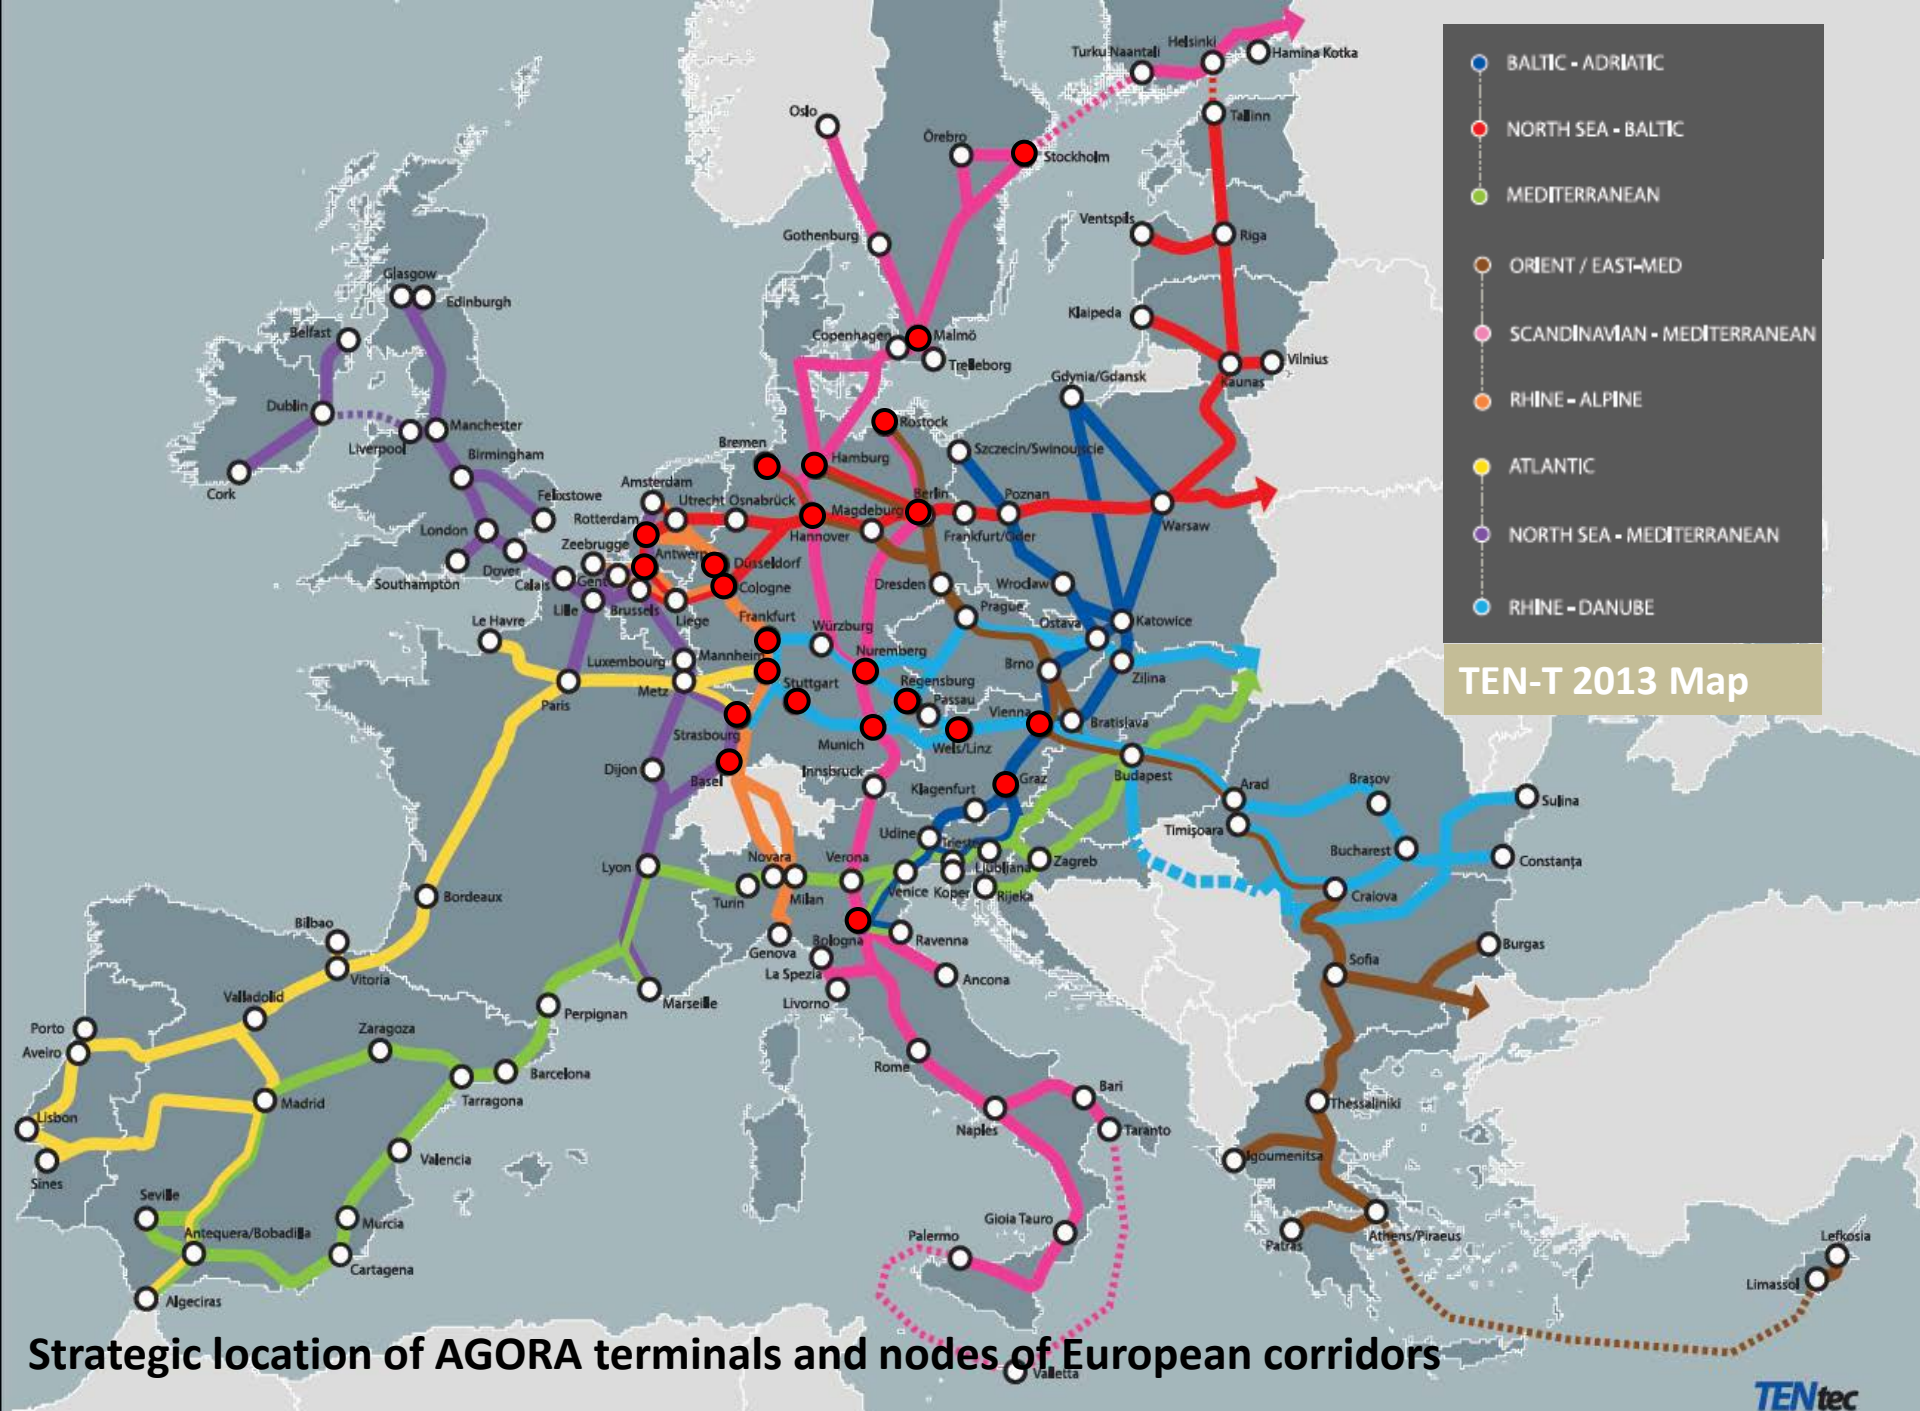 Helsinki
Turku Naantali
Hamina Kotka
Oslo
Tallinn
Örebro
Stockholm
Ventspils
Riga
Gothenburg
Glasgow
Edinburgh
Klaipeda
Belfast
Copenhagen
Malmö
Vilnius
Trelleborg
Gdynia/Gdansk
Kaunas
Dublin
Rostock
Manchester
Liverpool
Bremen
Szczecin/Swinoujscie
Birmingham
Hamburg
Cork
Amsterdam
Felixstowe
Utrecht
Osnabrück
Berlin
Poznan
Rotterdam
Magdeburg
London
Hannover
Frankfurt/Oder
Warsaw
Zeebrugge
Antwerp
Düsseldorf
Dover
Southampton
Calais
Gent
Cologne
Dresden
Wroclaw
Lille
Brussels
Liege
Prague
Le Havre
Frankfurt
Würzburg
Ostava
Katowice
Luxembourg
Mannheim
Nuremberg
Brno
Zilina
Metz
Stuttgart
Regensburg
Passau
Paris
Vienna
Bratislava
Strasbourg
Munich
Wels/Linz
Dijon
Basel
Innsbruck
Graz
Budapest
Klagenfurt
Arad
Braşov
Sulina
Udine
Trieste
Timişoara
Bucharest
Lyon
Novara
Verona
Ljubljana
Zagreb
Constanţa
Turin
Milan
Venice
Koper
Rijeka
Craiova
Bordeaux
Bilbao
Bologna
Ravenna
Burgas
Genova
La Spezia
Ancona
Sofia
Vitoria
Livorno
Marseille
Valladolid
Perpignan
Porto
Zaragoza
Aveiro
Rome
Barcelona
Bari
Madrid
Tarragona
Lisbon
Naples
Taranto
Thessaliniki
Valencia
Igoumenitsa
Sines
Seville
Murcia
Gioia Tauro
Antequera/Bobadilla
Palermo
Patras
Athens/Piraeus
Lefkosia
Cartagena
Limassol
Algeciras
Valletta
BALTIC - ADRIATIC
NORTH SEA - BALTIC
MEDITERRANEAN
ORIENT / EAST-MED
SCANDINAVIAN - MEDITERRANEAN
RHINE - ALPINE
ATLANTIC
NORTH SEA - MEDITERRANEAN
RHINE - DANUBE
TEN-T 2013 Map
Strategic location of AGORA terminals and nodes of European corridors
TENtec